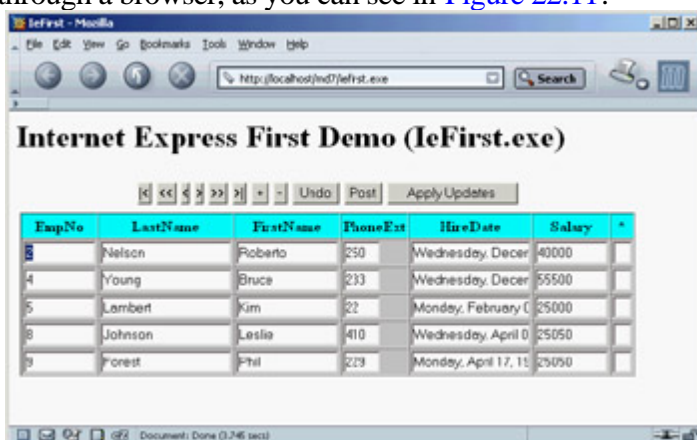 through a browser, as you can see in Figure 22.11:
IeFirst - Mozilla
File Edit View Go Bookmarks Tools Window Help
http://localhost/md7/iefirst.exe Search
Internet Express First Demo (IeFirst.exe)
|< << < > >> >| + - Undo Post Apply Updates
EmpNo LastName FirstName PhoneExt HireDate Salary *
2 Nelson Roberto 250 Wednesday, Decer 40000
4 Young Bruce 233 Wednesday, Decer 55500
5 Lambert Kim 22 Monday, February 0 25000
8 Johnson Leslie 410 Wednesday, April 0 25050
9 Forest Phil 229 Monday, April 17, 19 25050
Document: Done (3.746 secs)